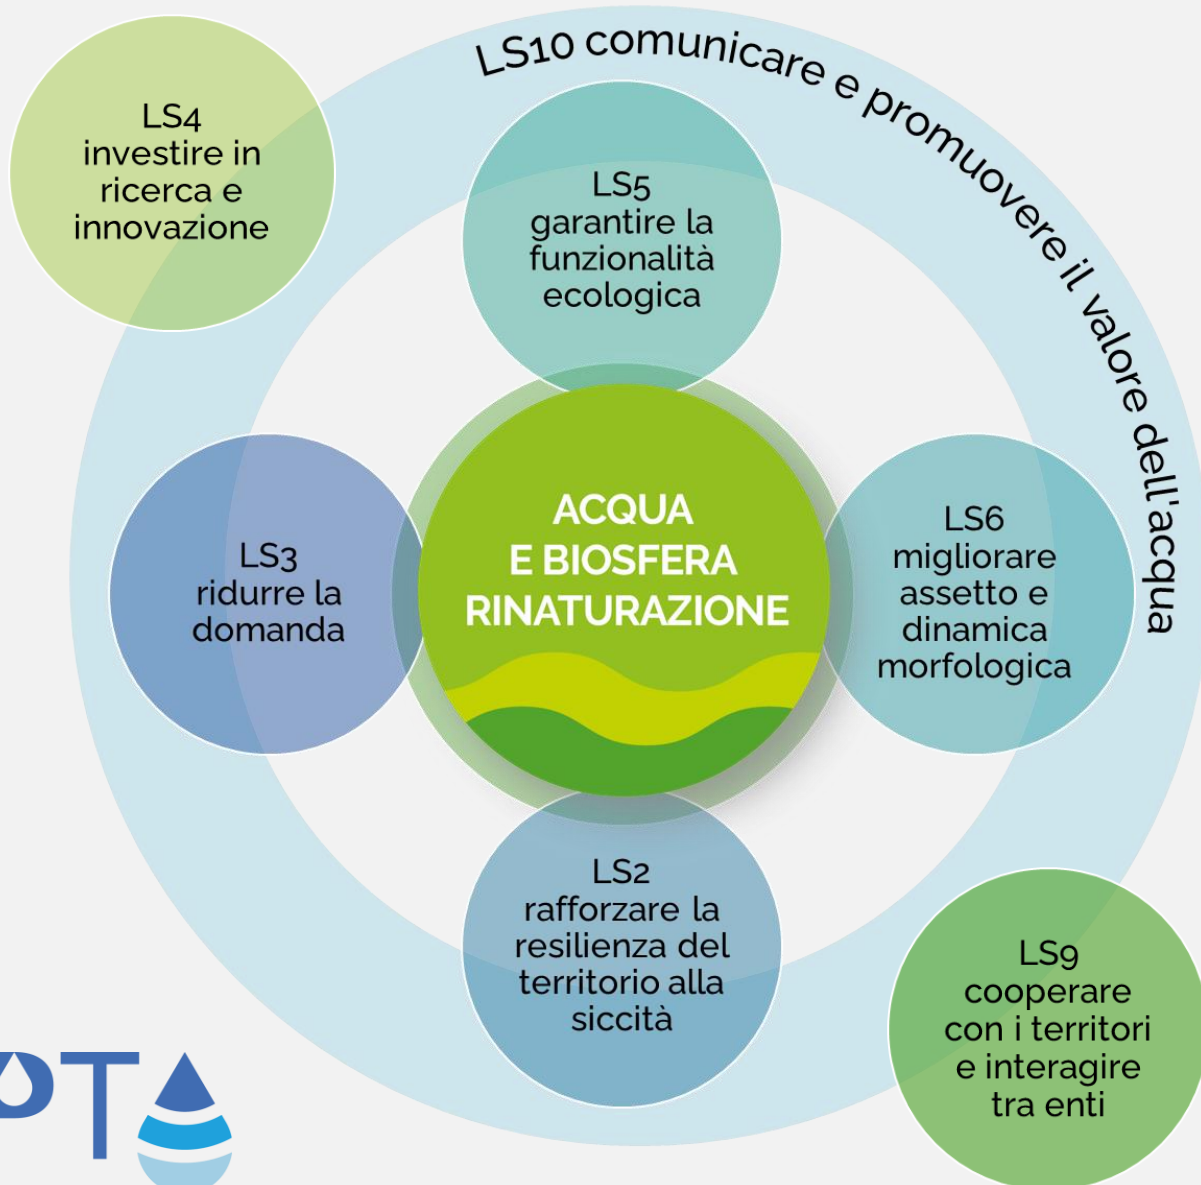 LS10 comunicare e promuovere il valore dell'acqua
LS4
investire in
ricerca e
innovazione
LS5
garantire la
funzionalità
ecologica
LS3
ridurre la
domanda
ACQUA
E BIOSFERA
RINATURAZIONE
LS6
migliorare
assetto e
dinamica
morfologica
LS2
rafforzare la
resilienza del
territorio alla
siccità
LS9
cooperare
con i territori
e interagire
tra enti
PT